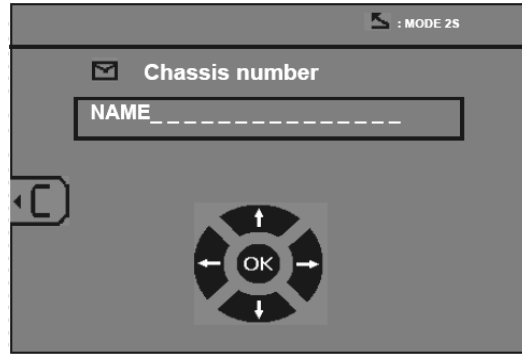 : MODE 2S
Chassis number
NAME_ _ _ _ _ _ _ _ _ _ _ _ _ _ _
C
OK